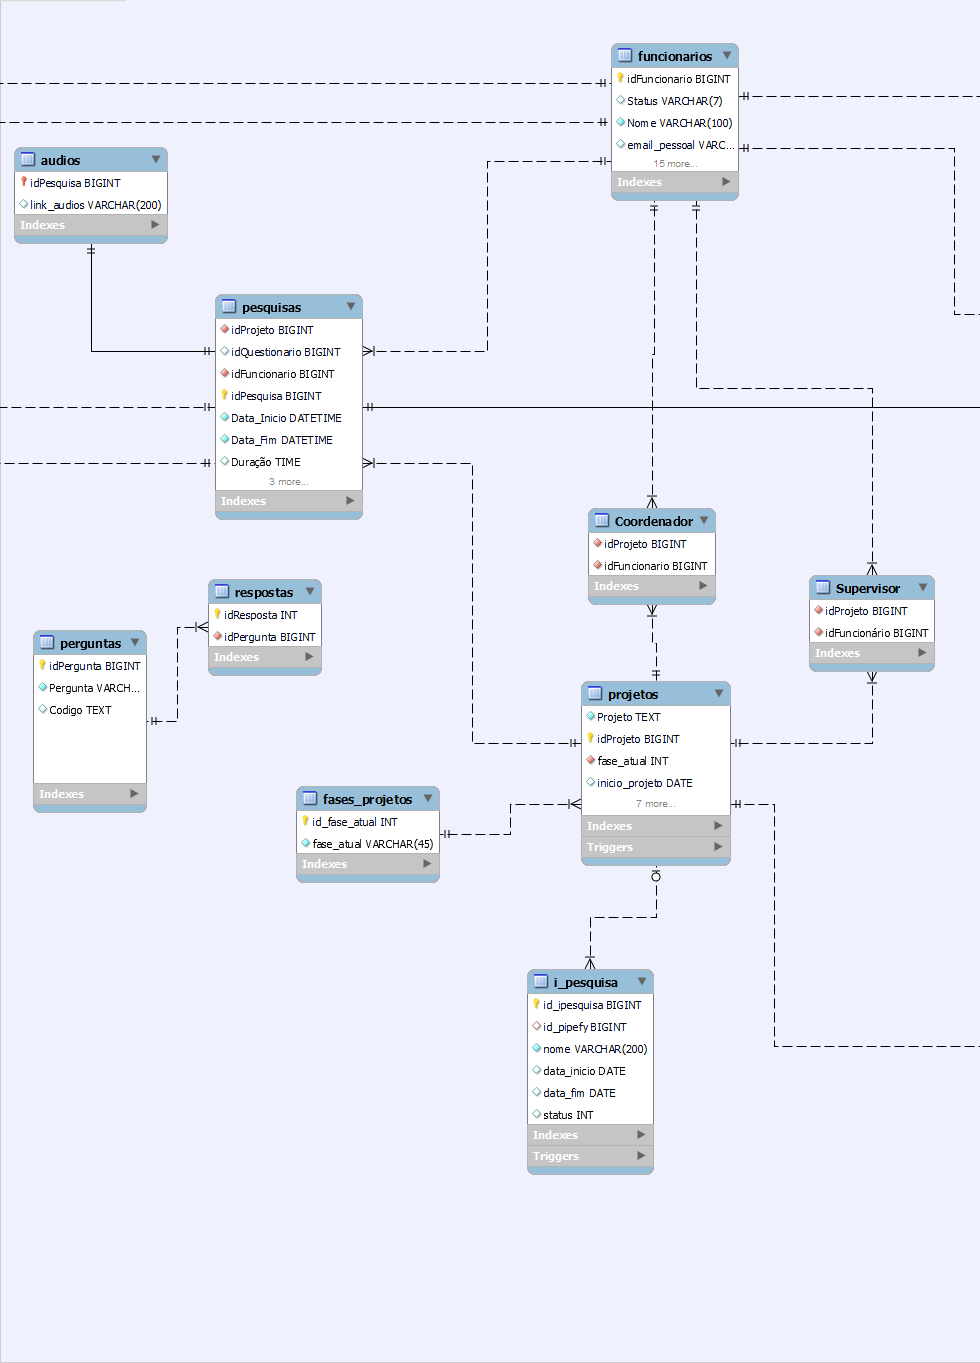 funcionarios
idFuncionario BIGINT
Status VARCHAR(7)
Nome VARCHAR(100)
email_pessoal VARC...
15 more...
Indexes
audios
idPesquisa BIGINT
link_audios VARCHAR(200)
Indexes
pesquisas
idProjeto BIGINT
idQuestionario BIGINT
idFuncionario BIGINT
idPesquisa BIGINT
Data_Inicio DATETIME
Data_Fim DATETIME
Duração TIME
3 more...
Indexes
Coordenador
idProjeto BIGINT
idFuncionario BIGINT
Indexes
Supervisor
idProjeto BIGINT
idFuncionário BIGINT
Indexes
respostas
idResposta INT
idPergunta BIGINT
Indexes
perguntas
idPergunta BIGINT
Pergunta VARCH...
Codigo TEXT
Indexes
projetos
Projeto TEXT
idProjeto BIGINT
fase_atual INT
inicio_projeto DATE
7 more...
Indexes
Triggers
fases_projetos
id_fase_atual INT
fase_atual VARCHAR(45)
Indexes
i_pesquisa
id_ipesquisa BIGINT
id_pipefy BIGINT
nome VARCHAR(200)
data_inicio DATE
data_fim DATE
status INT
Indexes
Triggers